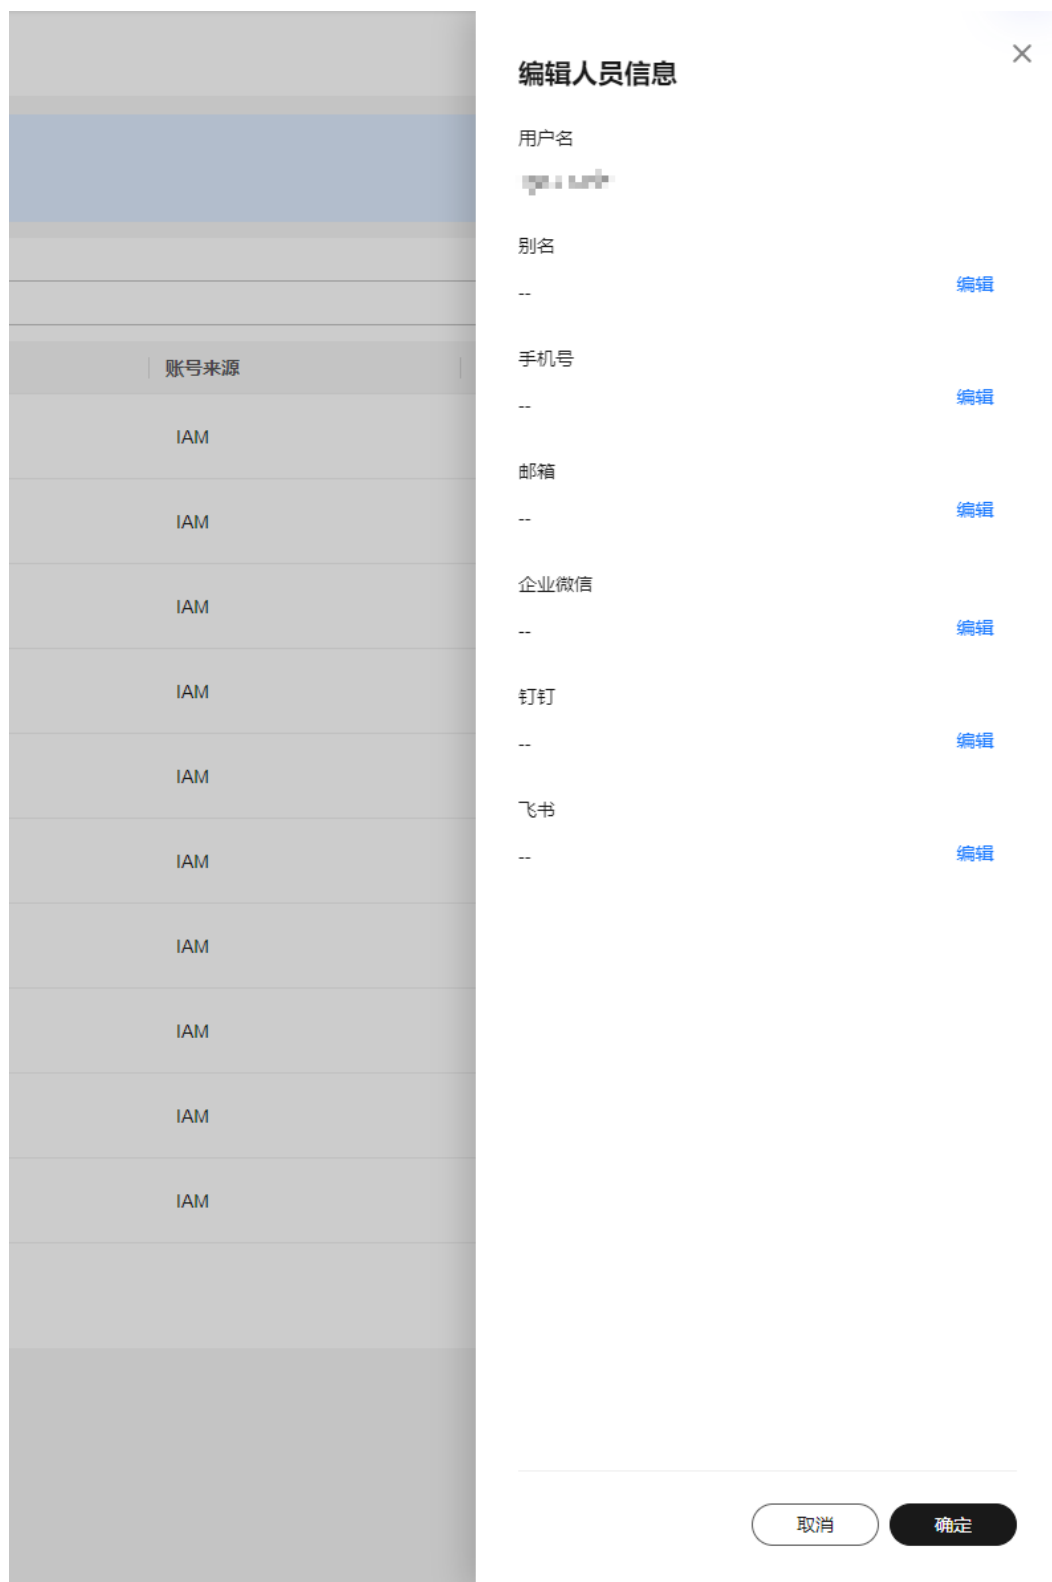 账号来源
IAM
IAM
IAM
IAM
IAM
IAM
IAM
IAM
IAM
IAM
编辑人员信息
用户名
别名
--
编辑
手机号
--
编辑
邮箱
--
编辑
企业微信
--
编辑
钉钉
--
编辑
飞书
--
编辑
取消
确定